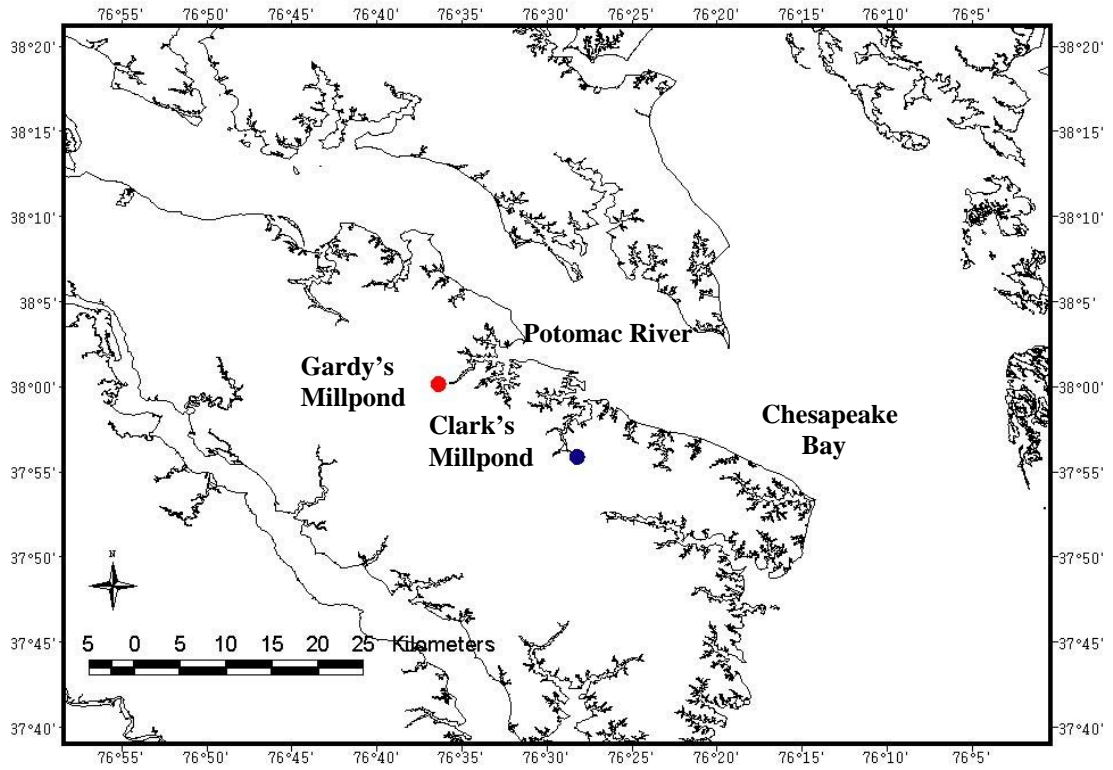 76°55' 76°50' 76°45' 76°40' 76°35' 76°30' 76°25' 76°20' 76°15' 76°10' 76°5'
38°20' 38°20'
38°15' 38°15'
38°10' 38°10'
38°5' 38°5'
Potomac River
Gardy's
Millpond
38°00' 38°00'
Clark's
Millpond
Chesapeake
Bay
37°55' 37°55'
37°50' 37°50'
N
37°45' 37°45'
5 0 5 10 15 20 25 Kilometers
37°40' 37°40'
76°55' 76°50' 76°45' 76°40' 76°35' 76°30' 76°25' 76°20' 76°15' 76°10' 76°5'